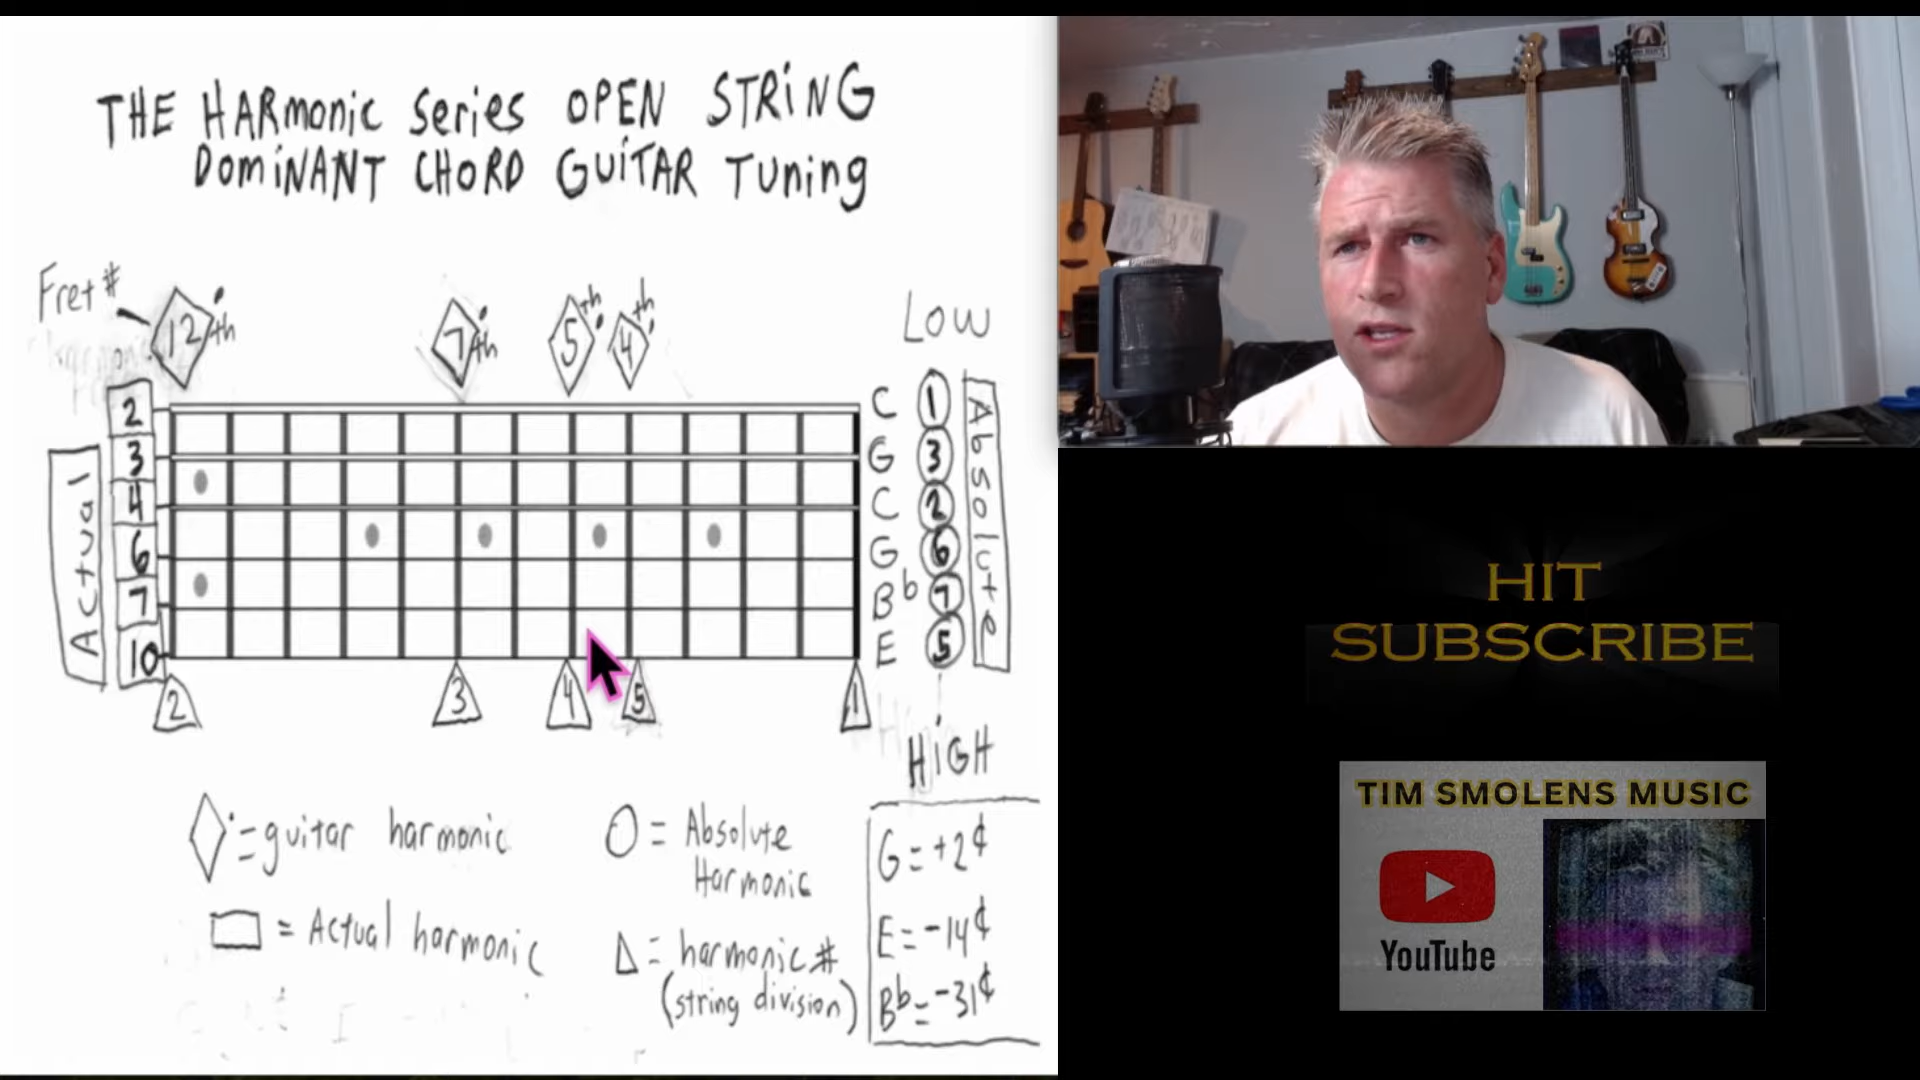 THE HARmonic Series OPEN STRiNG
DomiNANT CHORD GUiTAR Tuning
Fret #
12th
7th
5th
4th
LOW
Actual
2
3
4
6
7
10
C 1
G 3
C 2
G 6
Bb 7
E 5
Absolute
2
3
4
5
1
HiGH
= guitar harmonic
= Actual harmonic
= Absolute
Harmonic
= harmonic #
(string division)
G = +2¢
E = -14¢
Bb = -31¢
HIT
SUBSCRIBE
TIM SMOLENS MUSIC
YouTube